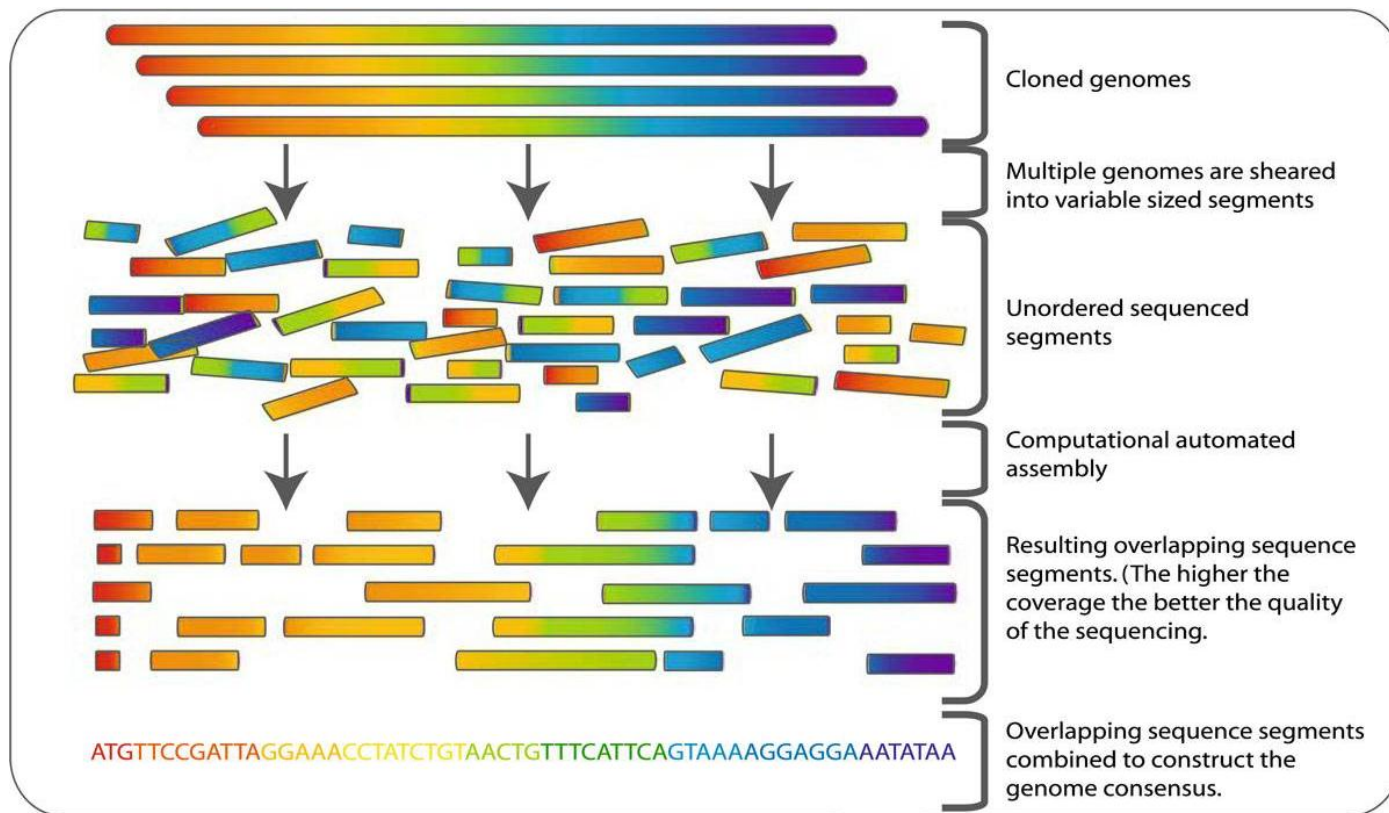 Cloned genomes
Multiple genomes are sheared
into variable sized segments
Unordered sequenced
segments
Computational automated
assembly
Resulting overlapping sequence
segments. (The higher the
coverage the better the quality
of the sequencing.
ATGTTCCGATTAGGAAACCTATCTGTAACTGTTTCATTCAGTAAAAGGAGGAAATATAA
Overlapping sequence segments
combined to construct the
genome consensus.